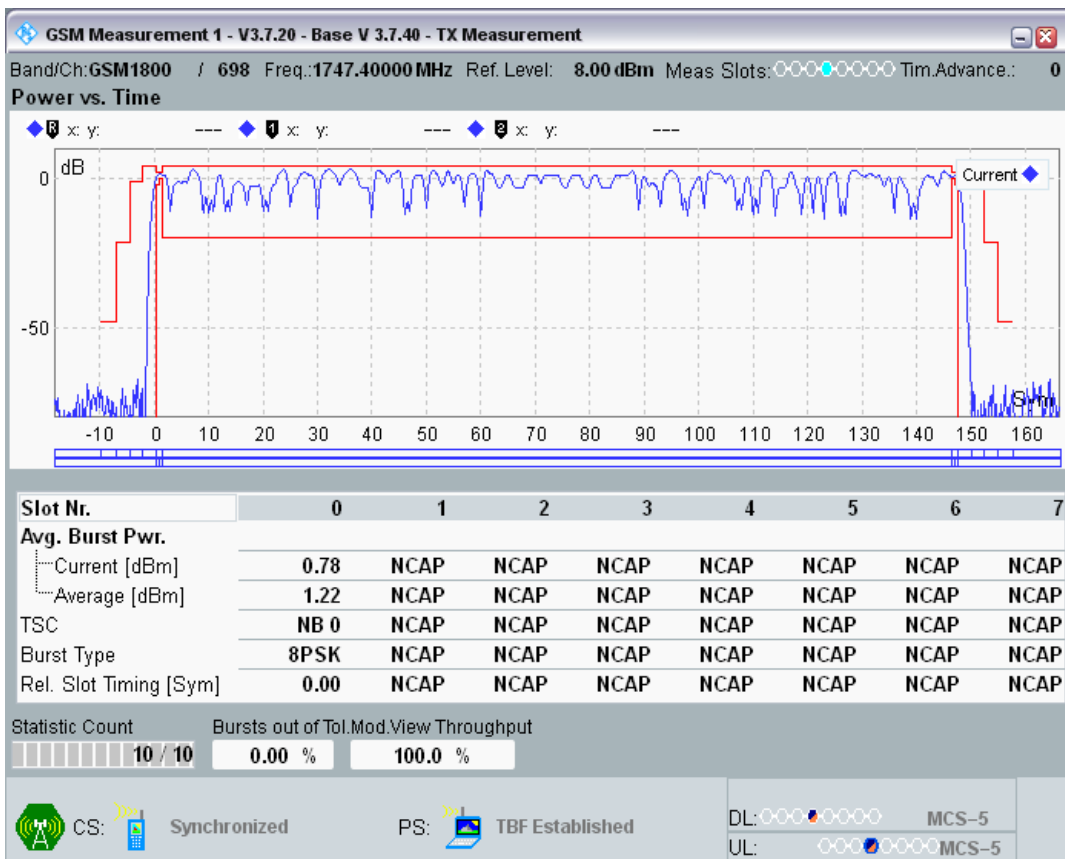 GSM Measurement 1 - V3.7.20 - Base V 3.7.40 - TX Measurement
Band/Ch:GSM1800 / 698 Freq.:1747.40000 MHz Ref. Level: 8.00 dBm Meas Slots: Tim.Advance.: 0
Power vs. Time
R x: y: --- 1 x: y: --- 2 x: y: ---
dB
Current
0
-50
Sym
-10 0 10 20 30 40 50 60 70 80 90 100 110 120 130 140 150 160
Slot Nr. 0 1 2 3 4 5 6 7
Avg. Burst Pwr.
Current [dBm] 0.78 NCAP NCAP NCAP NCAP NCAP NCAP NCAP
Average [dBm] 1.22 NCAP NCAP NCAP NCAP NCAP NCAP NCAP
TSC NB 0 NCAP NCAP NCAP NCAP NCAP NCAP NCAP
Burst Type 8PSK NCAP NCAP NCAP NCAP NCAP NCAP NCAP
Rel. Slot Timing [Sym] 0.00 NCAP NCAP NCAP NCAP NCAP NCAP NCAP
Statistic Count Bursts out of Tol.Mod.View Throughput
10 / 10 0.00 % 100.0 %
CS: Synchronized PS: TBF Established DL: MCS-5
UL: MCS-5